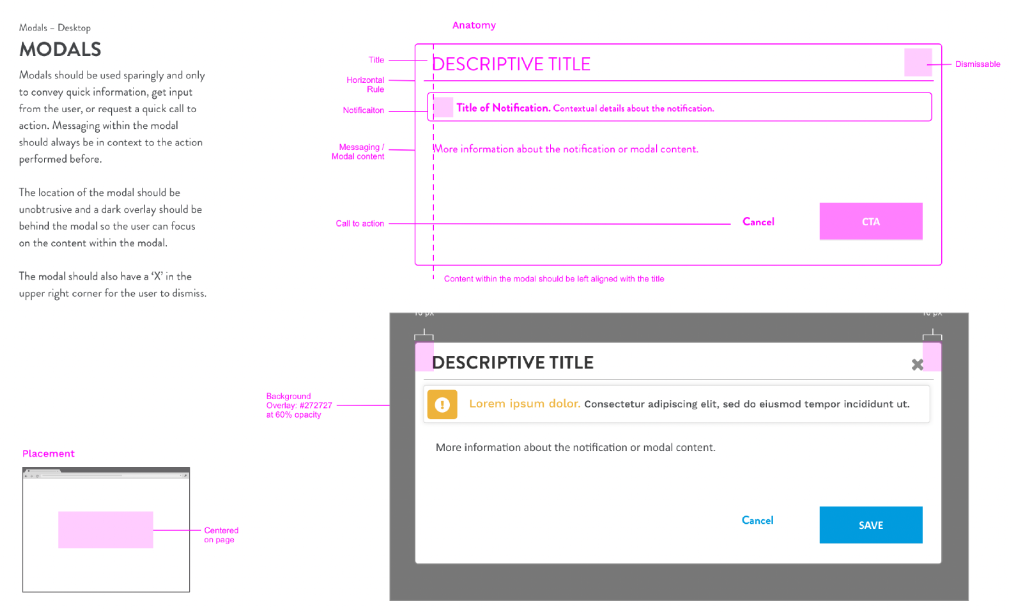 Modals – Desktop
MODALS
Modals should be used sparingly and only
to convey quick information, get input
from the user, or request a quick call to
action. Messaging within the modal
should always be in context to the action
performed before.
The location of the modal should be
unobtrusive and a dark overlay should be
behind the modal so the user can focus
on the content within the modal.
The modal should also have a ‘X’ in the
upper right corner for the user to dismiss.
Anatomy
Title
DESCRIPTIVE TITLE
Dismissable
Horizontal
Rule
Notificaiton
Title of Notification. Contextual details about the notification.
Messaging /
Modal content
More information about the notification or modal content.
Call to action
Cancel
CTA
Content within the modal should be left aligned with the title
px
px
DESCRIPTIVE TITLE
Background
Overlay: #272727
at 60% opacity
Lorem ipsum dolor. Consectetur adipiscing elit, sed do eiusmod tempor incididunt ut.
More information about the notification or modal content.
Cancel
SAVE
Placement
Centered
on page